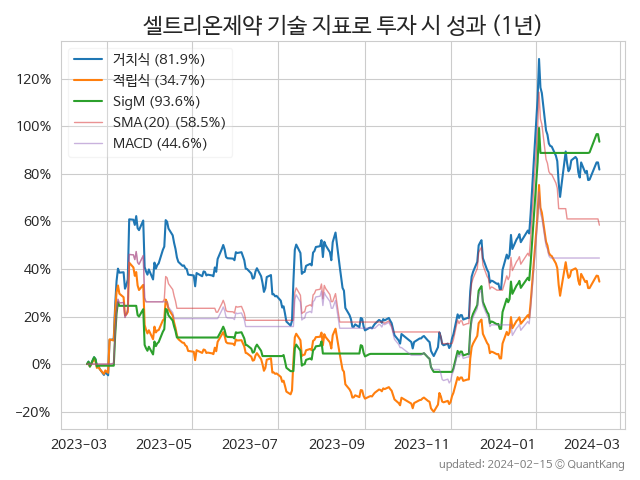 셀트리온제약 기술 지표로 투자 시 성과 (1년)
거치식 (81.9%)
적립식 (34.7%)
SigM (93.6%)
SMA(20) (58.5%)
MACD (44.6%)
120%
100%
80%
60%
40%
20%
0%
−20%
2023-03 2023-05 2023-07 2023-09 2023-11 2024-01 2024-03
updated: 2024-02-15 © QuantKang